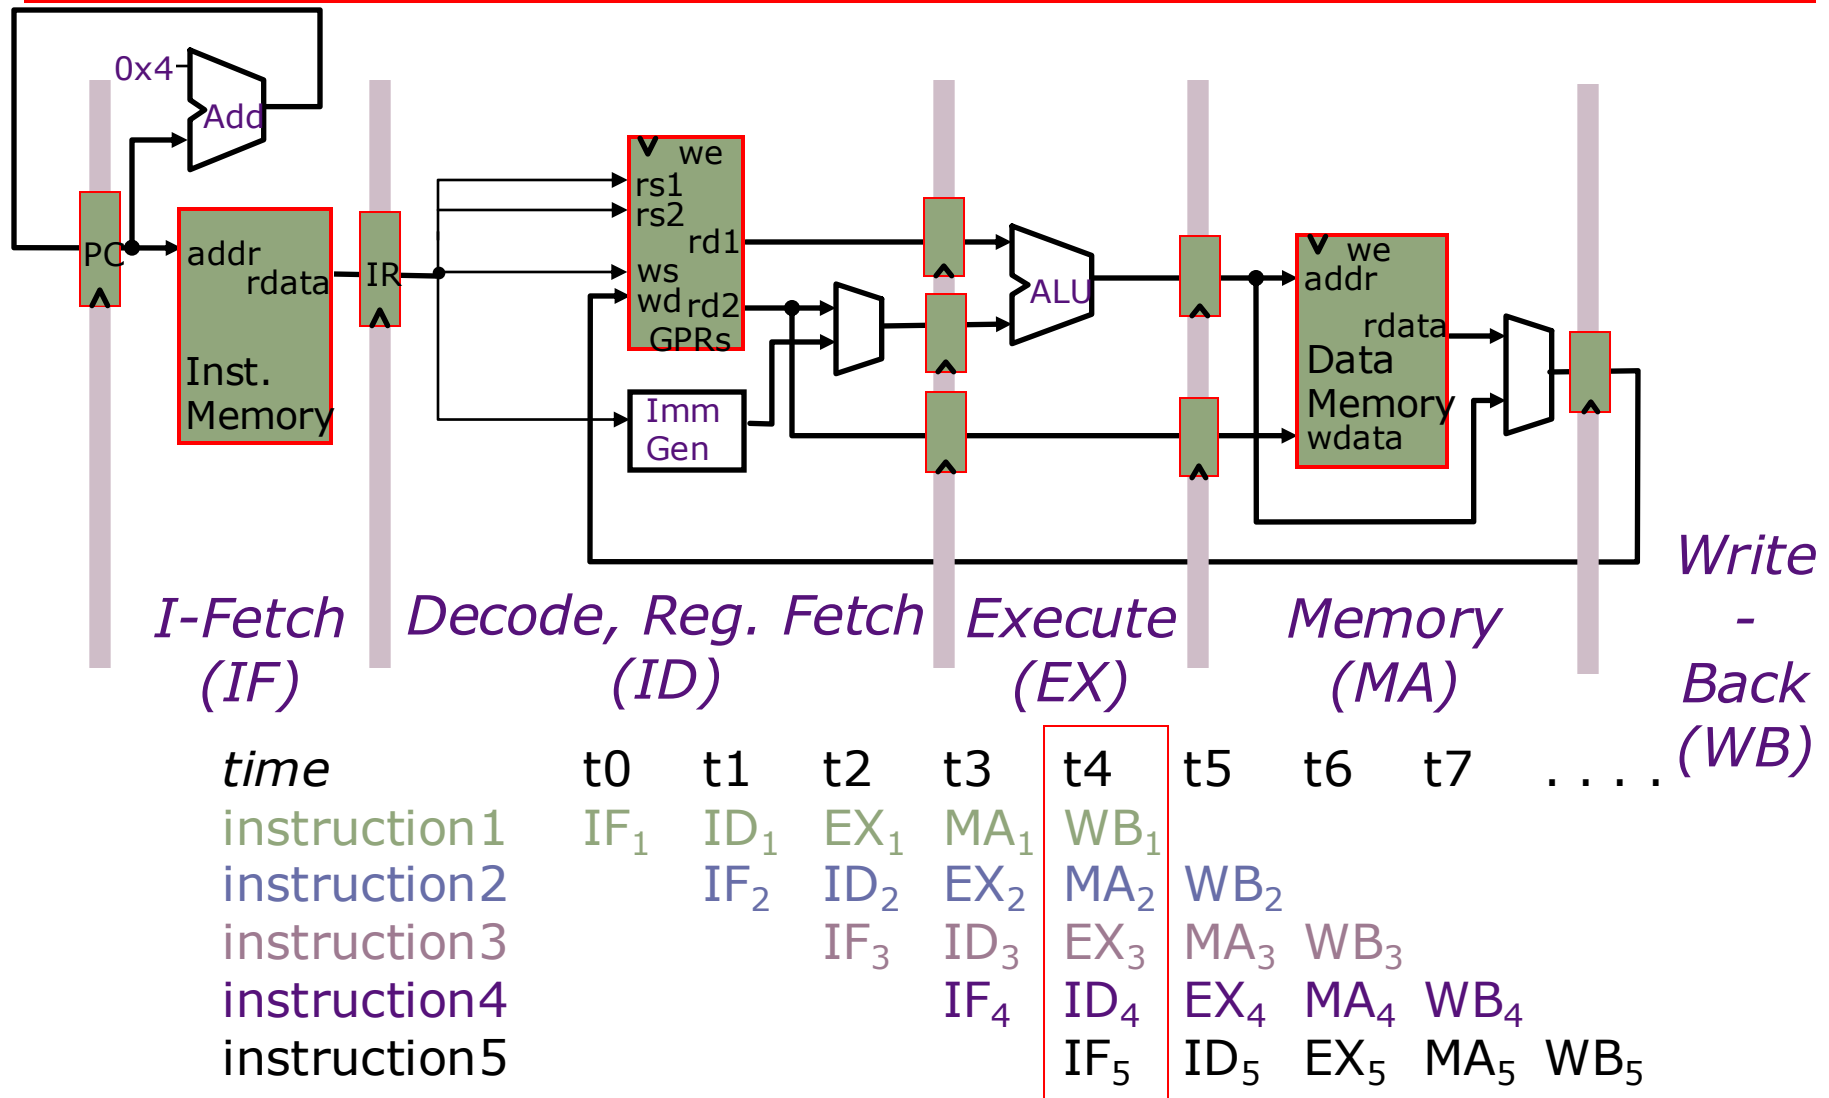 0x4
Add
PC
addr
rdata
Inst.
Memory
IR
we
rs1
rs2
rd1
ws
wd rd2
GPRs
Imm
Gen
ALU
we
addr
rdata
Data
Memory
wdata
I-Fetch
(IF)
Decode, Reg. Fetch
(ID)
Execute
(EX)
Memory
(MA)
Write
-
Back
(WB)
time t0 t1 t2 t3 t4 t5 t6 t7 . . . .
instruction1 IF1 ID1 EX1 MA1 WB1
instruction2 IF2 ID2 EX2 MA2 WB2
instruction3 IF3 ID3 EX3 MA3 WB3
instruction4 IF4 ID4 EX4 MA4 WB4
instruction5 IF5 ID5 EX5 MA5 WB5